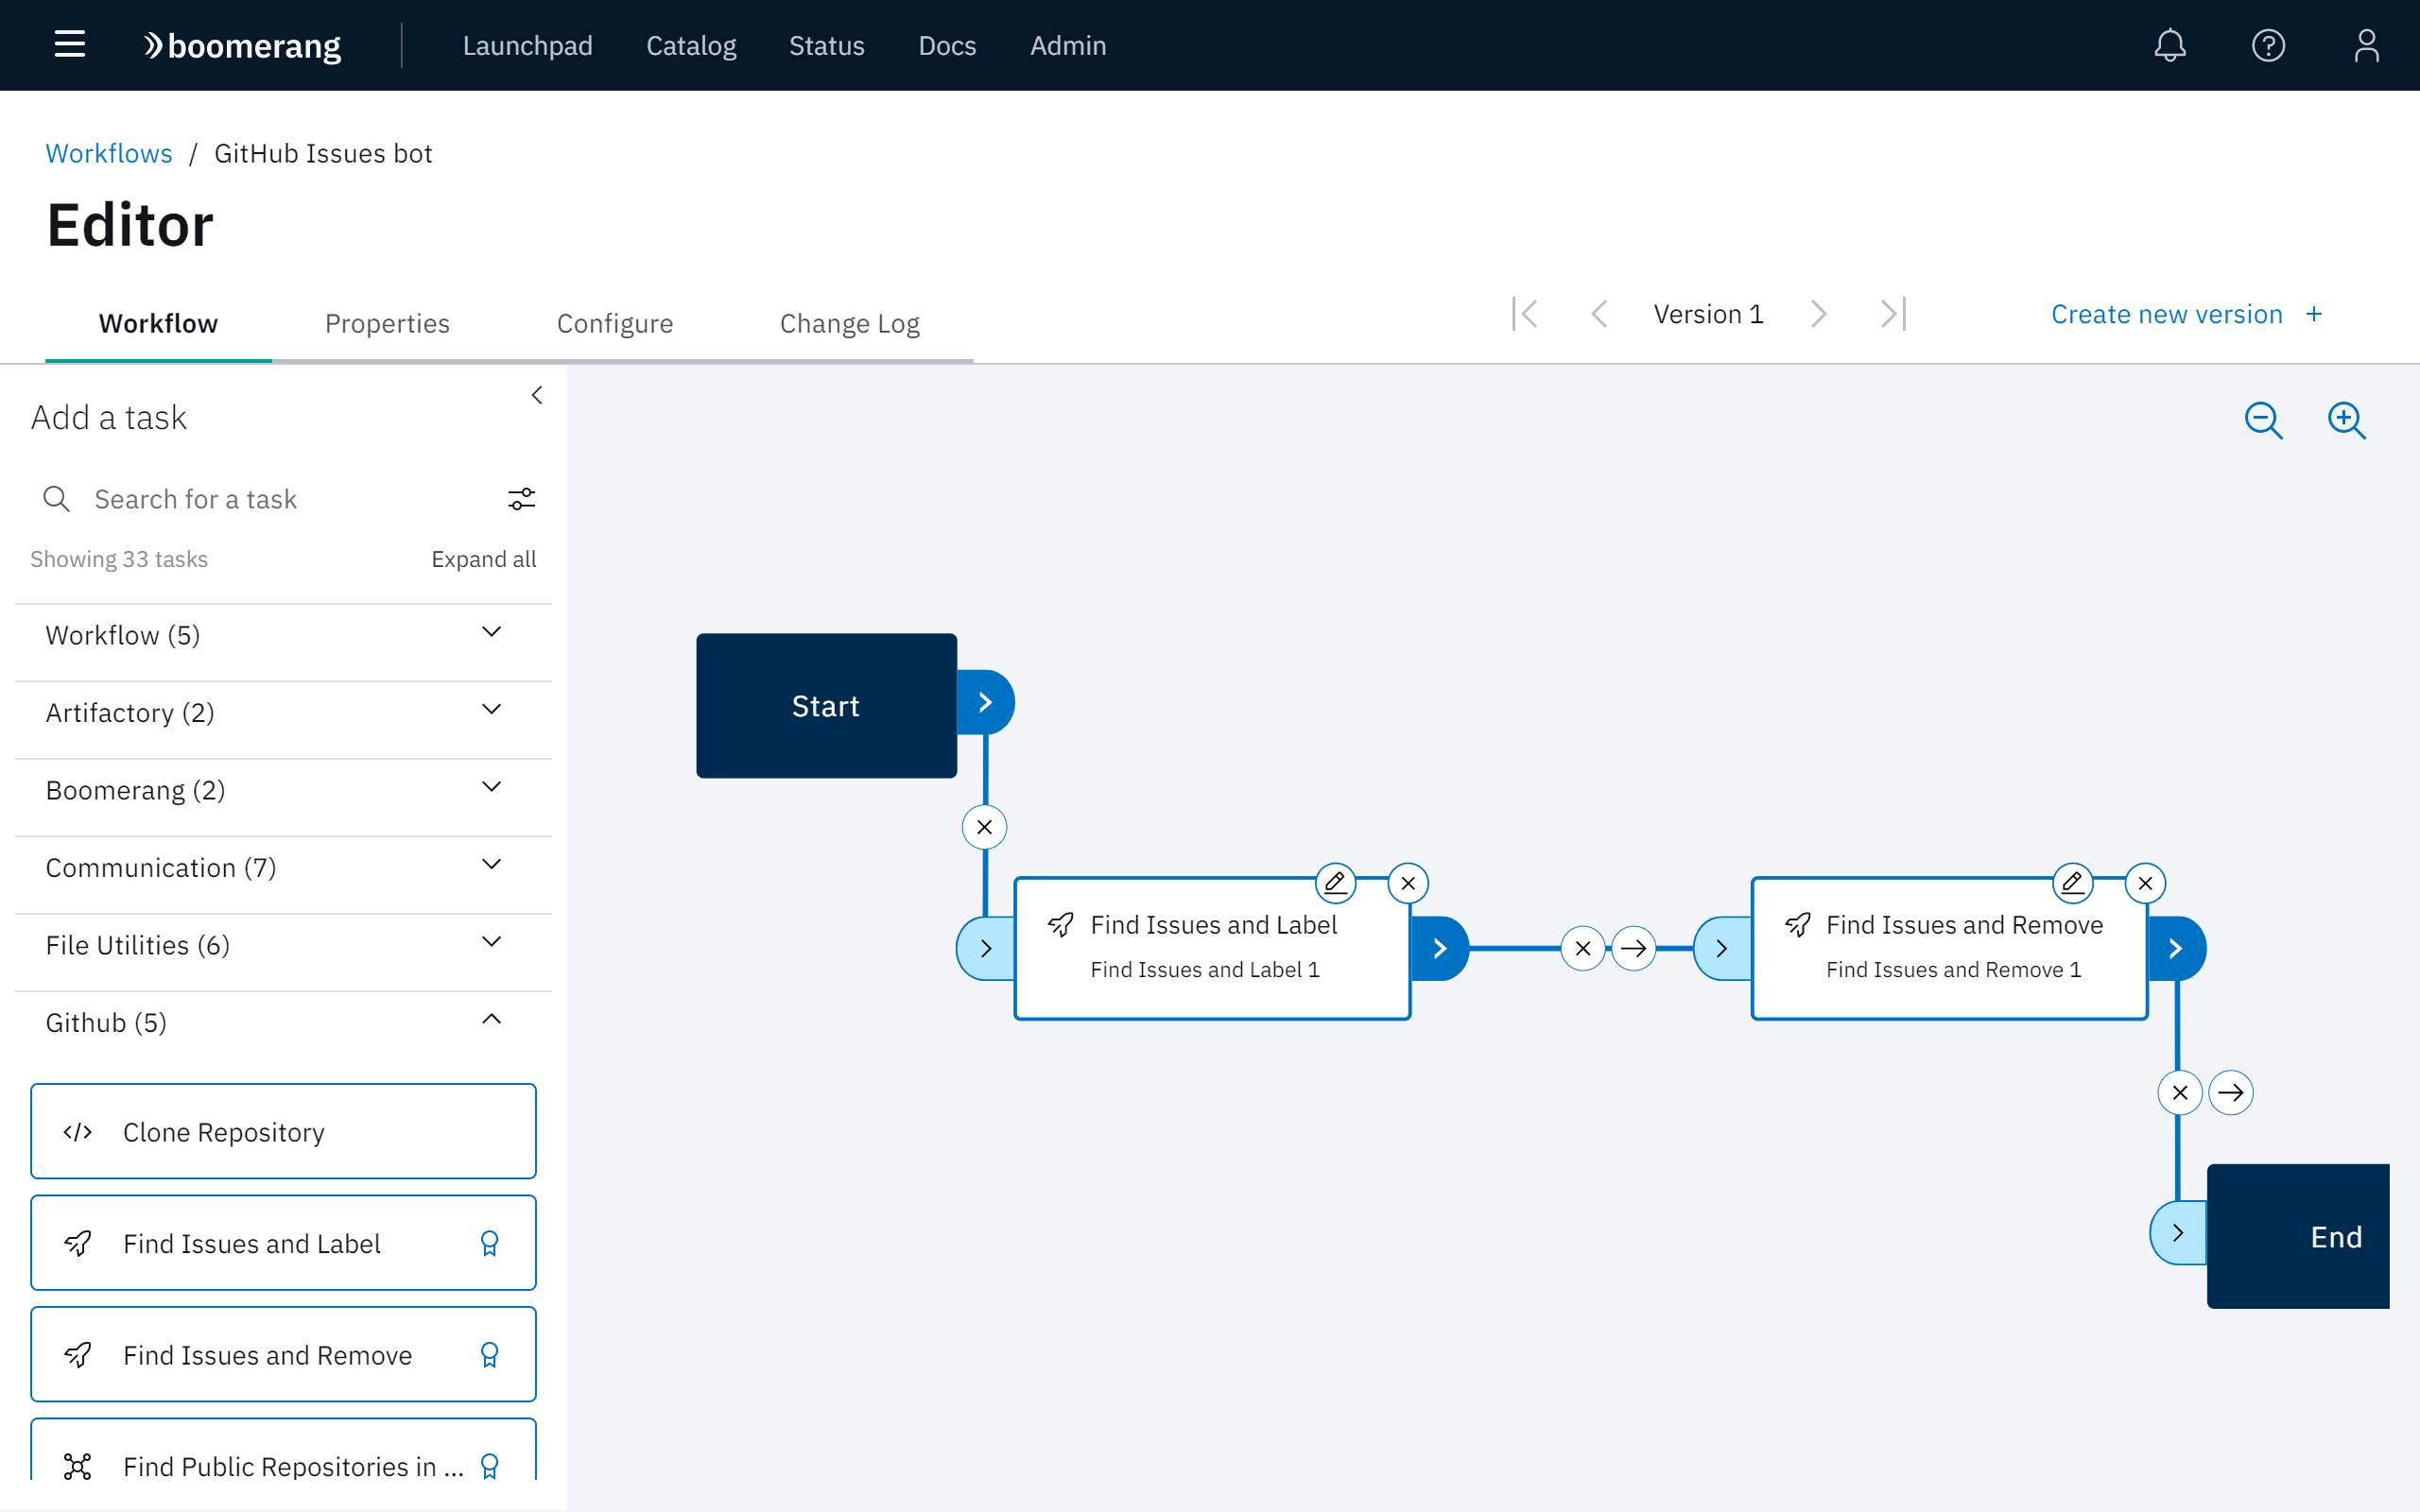 boomerang
Launchpad Catalog Status Docs Admin
Workflows / GitHub Issues bot
Editor
Workflow Properties Configure Change Log
Version 1
Create new version +
Add a task
Search for a task
Showing 33 tasks Expand all
Workflow (5)
Artifactory (2)
Boomerang (2)
Communication (7)
File Utilities (6)
Github (5)
Clone Repository
Find Issues and Label
Find Issues and Remove
Find Public Repositories in ...
Start
Find Issues and Label
Find Issues and Label 1
Find Issues and Remove
Find Issues and Remove 1
End